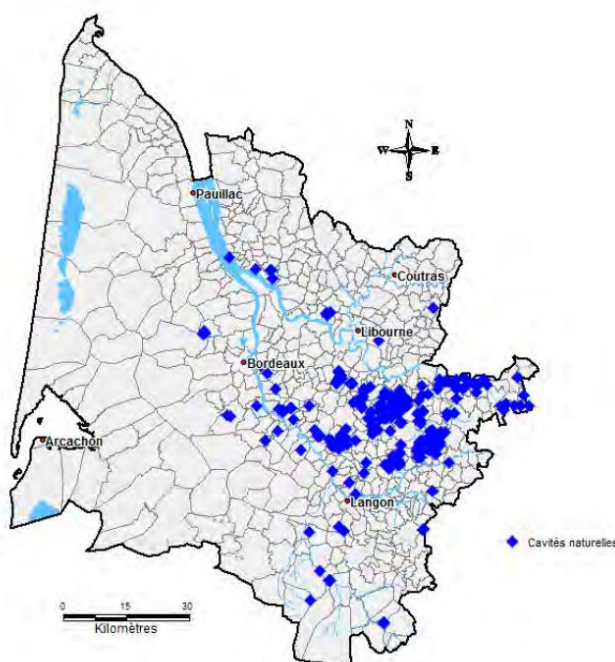 N
W E
S
Pauillac
Coutras
Libourne
Bordeaux
Arcachon
Langon
Cavités naturelles
0 15 30
Kilomètres